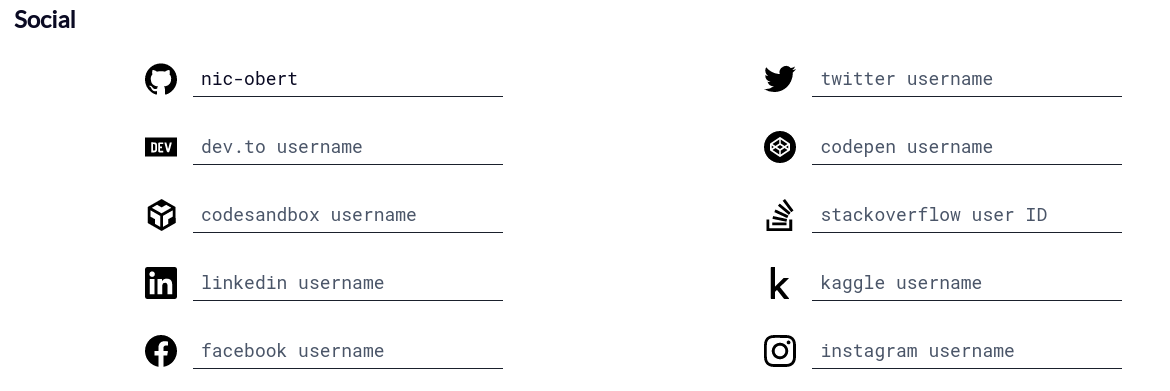 Social
nic-obert
twitter username
DEV
dev.to username
codepen username
codesandbox username
stackoverflow user ID
in
linkedin username
k
kaggle username
facebook username
instagram username